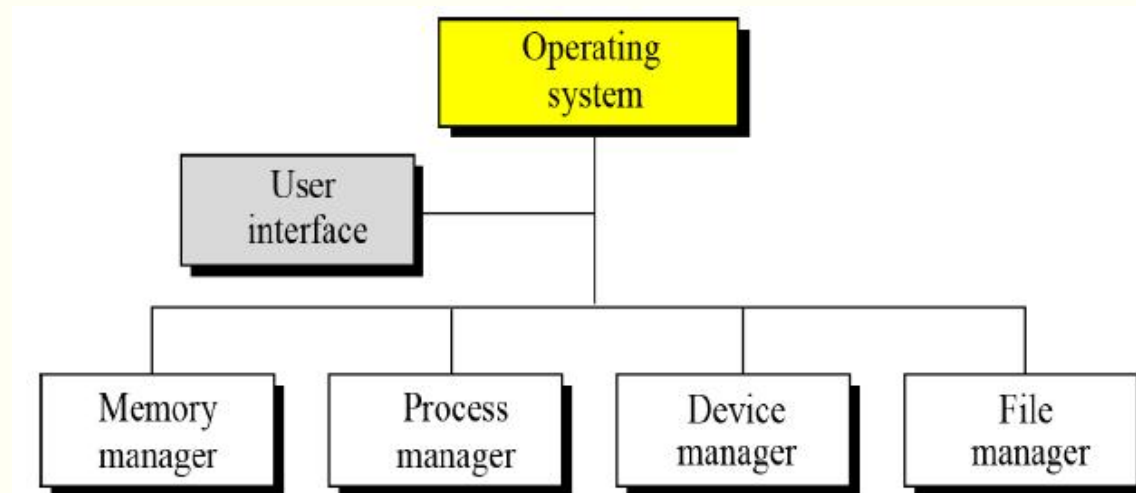 Operating
system
User
interface
Memory
manager
Process
manager
Device
manager
File
manager